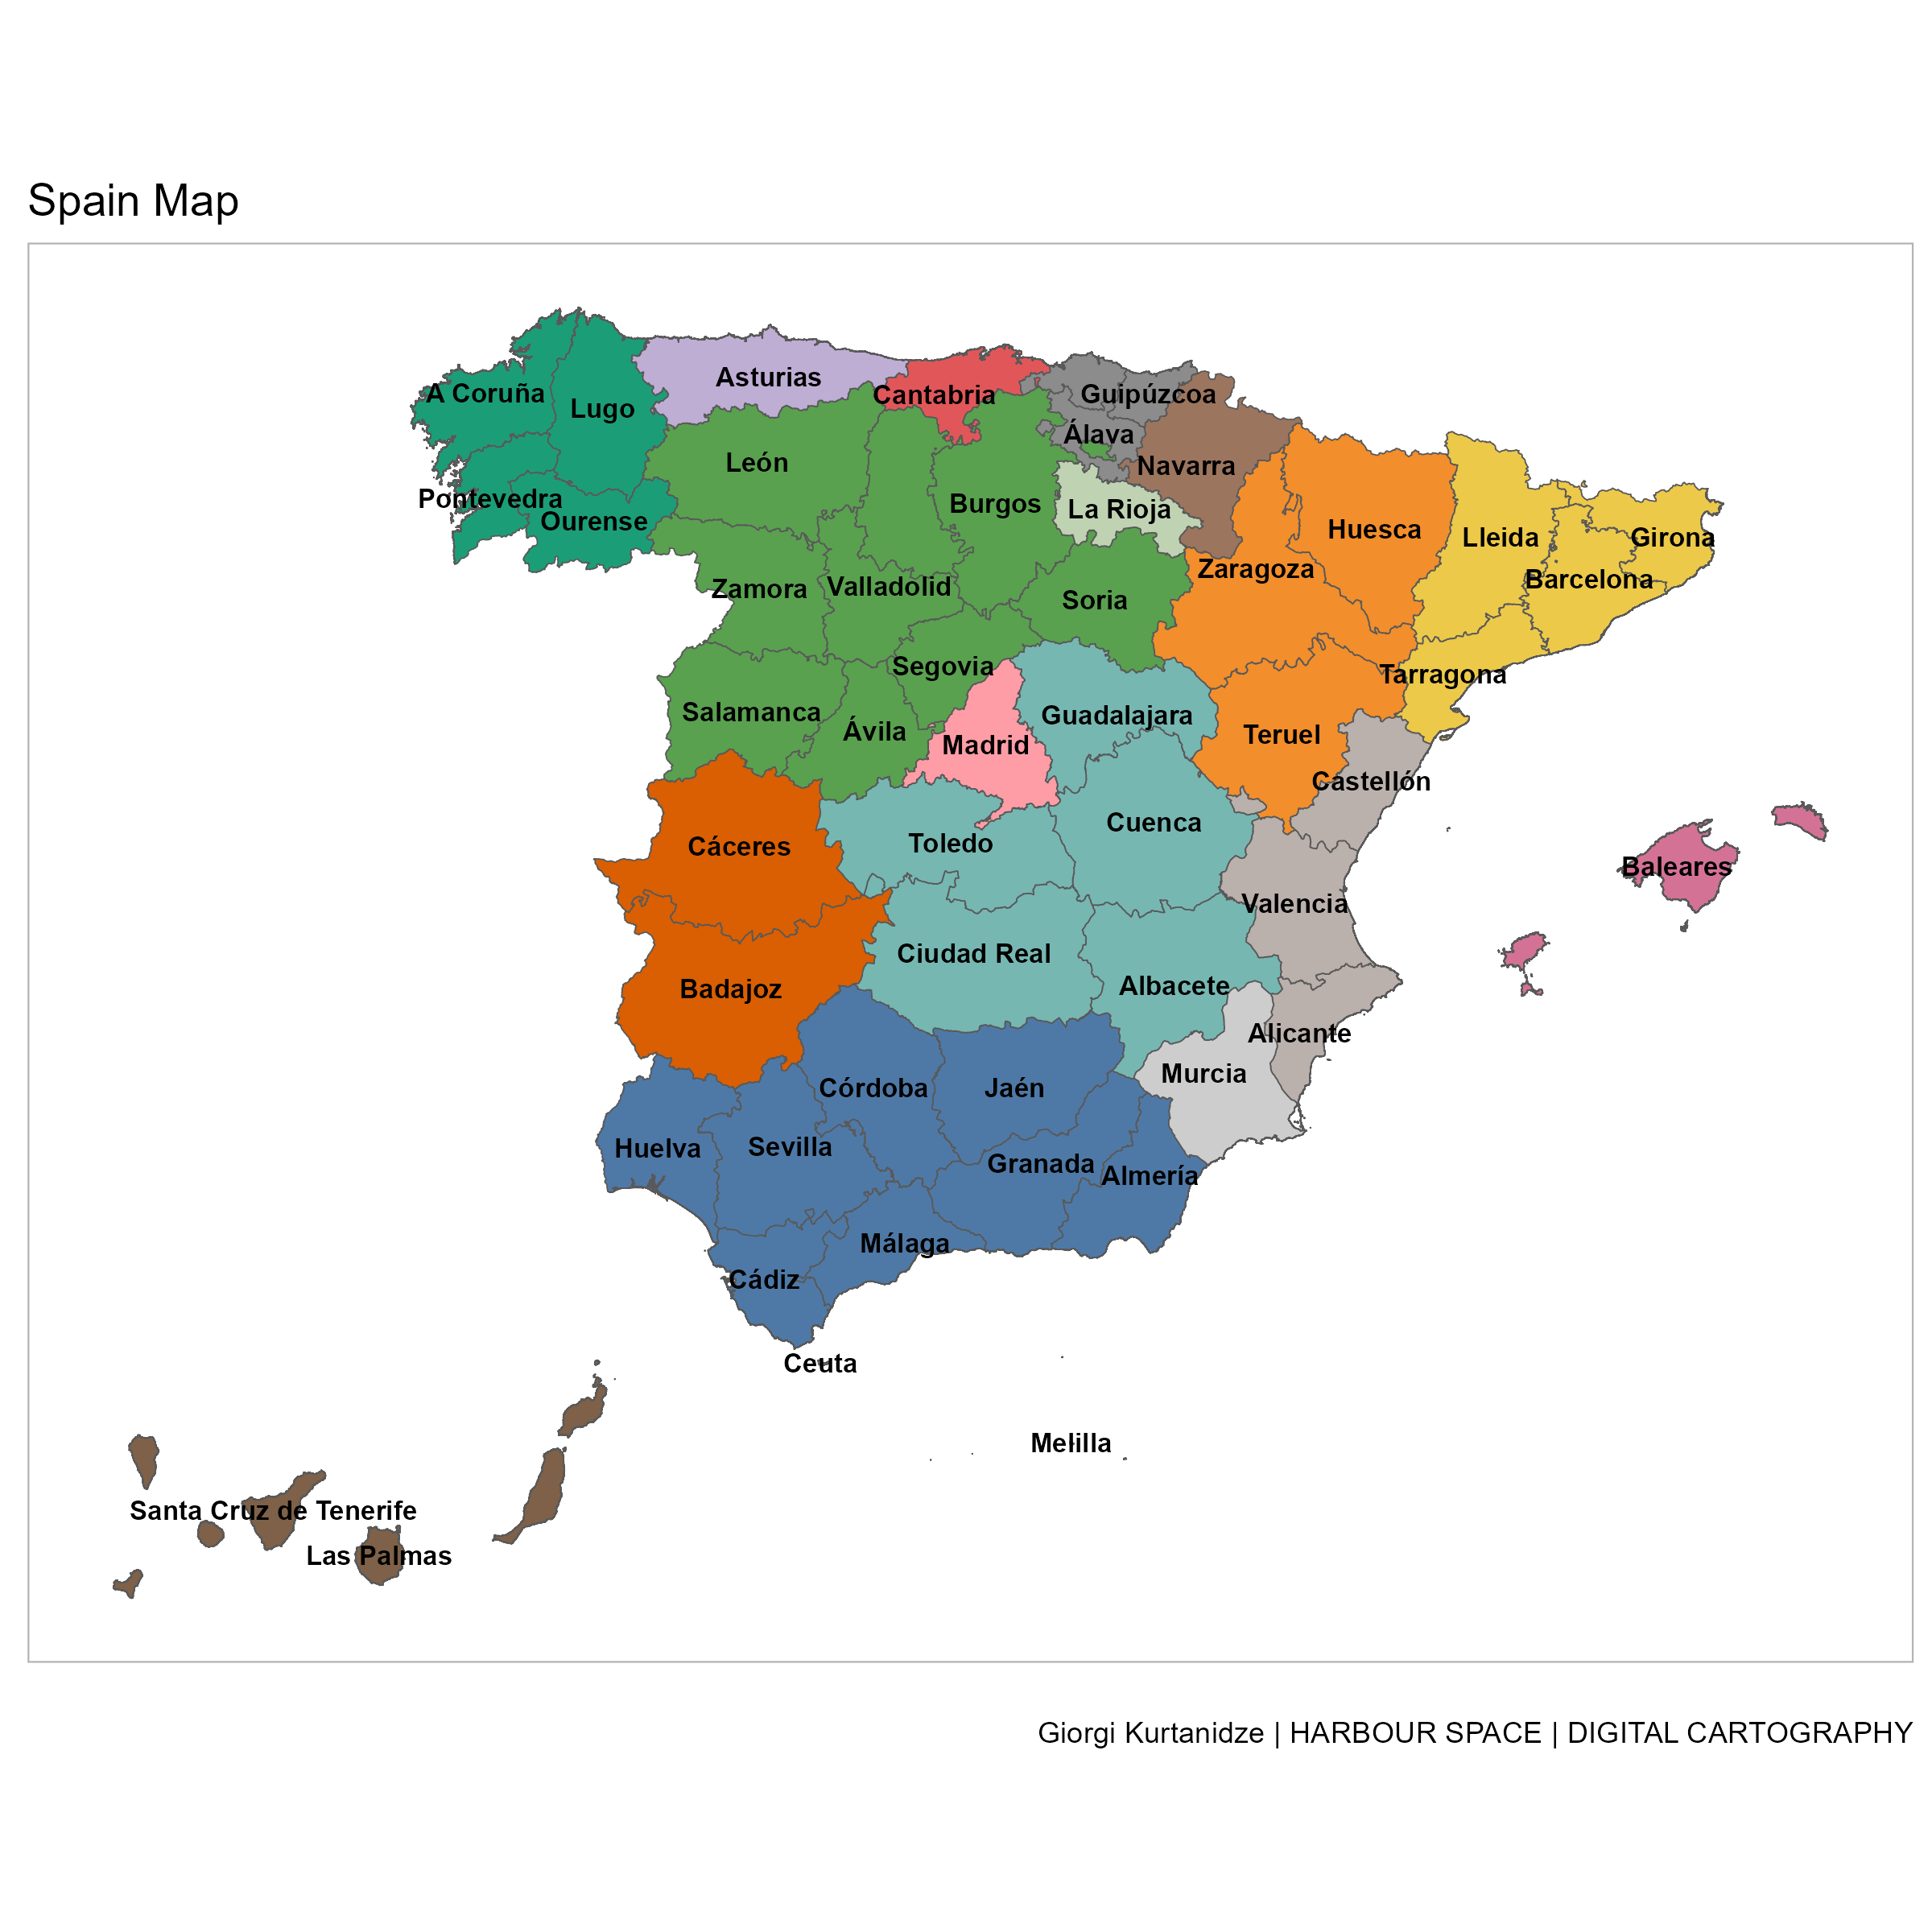 Spain Map
A Coruña
Lugo
Asturias
Cantabria
Guipúzcoa
Álava
Navarra
León
Burgos
La Rioja
Pontevedra
Ourense
Huesca
Lleida
Girona
Zaragoza
Barcelona
Zamora
Valladolid
Soria
Segovia
Tarragona
Salamanca
Ávila
Madrid
Guadalajara
Teruel
Castellón
Cáceres
Toledo
Cuenca
Baleares
Valencia
Ciudad Real
Badajoz
Albacete
Alicante
Murcia
Córdoba
Jaén
Huelva
Sevilla
Granada
Almería
Málaga
Cádiz
Ceuta
Melilla
Santa Cruz de Tenerife
Las Palmas
Giorgi Kurtanidze | HARBOUR SPACE | DIGITAL CARTOGRAPHY